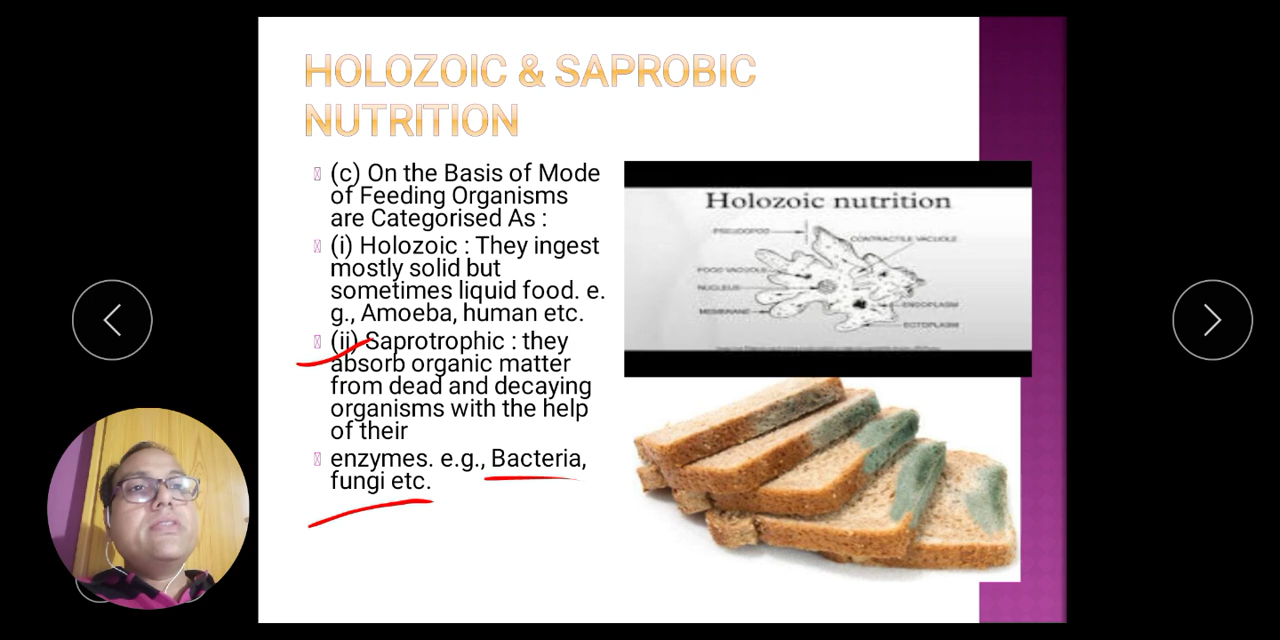 HOLOZOIC & SAPROBIC
NUTRITION
(c) On the Basis of Mode
of Feeding Organisms
are Categorised As :
(i) Holozoic : They ingest
mostly solid but
sometimes liquid food. e.
g., Amoeba, human etc.
(ii) Saprotrophic : they
absorb organic matter
from dead and decaying
organisms with the help
of their
enzymes. e.g., Bacteria,
fungi etc.
Holozoic nutrition
PSEUDOPOD
CONTRACTILE VACUOLE
FOOD VACUOLE
NUCLEUS
ENDOPLASM
MEMBRANE
ECTOPLASM